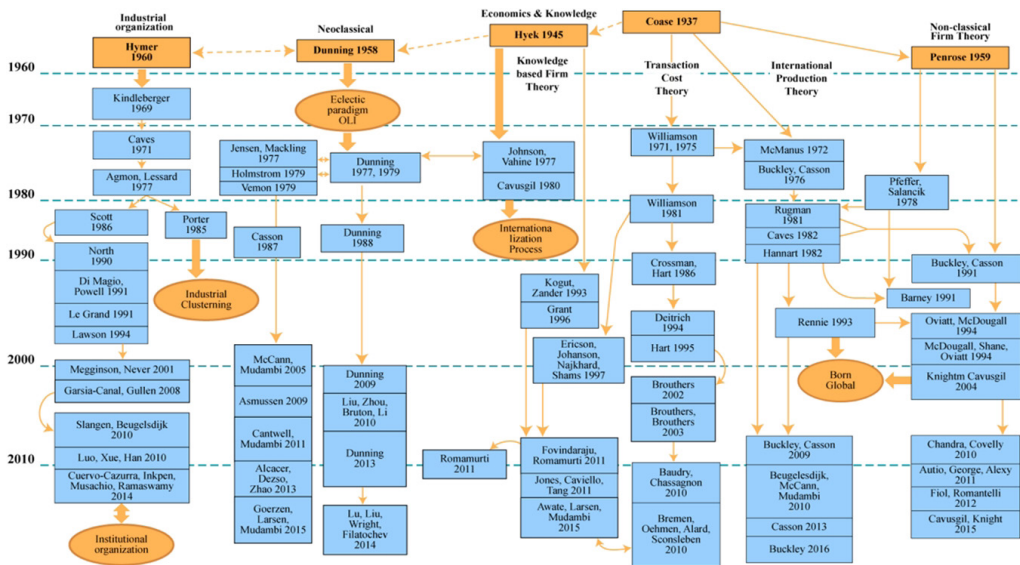 Industrial
organization
Hymer
1960
Neoclassical
Dunning 1958
Economics & Knowledge
Hyek 1945
Coase 1937
Non-classical
Firm Theory
Penrose 1959
Knowledge
based Firm
Theory
Transaction
Cost
Theory
International
Production
Theory
1960
Kindleberger
1969
Eclectic
paradigm
OLI
1970
Caves
1971
Agmon, Lessard
1977
Jensen, Mackling
1977
Holmstrom 1979
Vemon 1979
Dunning
1977, 1979
Johnson,
Vahine 1977
Cavusgil 1980
Williamson
1971, 1975
McManus 1972
Buckley, Casson
1976
Pfeffer,
Salancik
1978
1980
Scott
1986
Porter
1985
Casson
1987
Dunning
1988
Internationa
lization
Process
Williamson
1981
Rugman
1981
Caves 1982
Hannart 1982
North
1990
Di Magio,
Powell 1991
Le Grand 1991
Lawson 1994
Industrial
Clusterning
1990
Crossman,
Hart 1986
Buckley, Casson
1991
Kogut,
Zander 1993
Grant
1996
Barney 1991
Deitrich
1994
Hart 1995
Rennie 1993
Oviatt, McDougall
1994
McDougall, Shane,
Oviatt 1994
Knightm Cavusgil
2004
Ericson,
Johanson,
Najkhard,
Shams 1997
Born
Global
2000
Megginson, Never 2001
Garsia-Canal, Gullen 2008
McCann,
Mudambi
2005
Asmussen 2009
Cantwell,
Mudambi 2011
Alcacer,
Dezso,
Zhao 2013
Goerzen,
Larsen,
Mudambi 2015
Dunning
2009
Liu, Zhou,
Bruton, Li
2010
Dunning
2013
Lu, Liu,
Wright,
Filatochev
2014
Brouthers
2002
Brouthers,
Brouthers
2003
Slangen, Beugelsdijk
2010
Luo, Xue, Han 2010
Cuervo-Cazurra, Inkpen,
Musachio, Ramaswamy
2014
Institutional
organization
2010
Romamurti
2011
Fovindaraju,
Romamurti 2011
Jones, Caviello,
Tang 2011
Awate, Larsen,
Mudambi
2015
Baudry,
Chassagnon
2010
Bremen,
Oehmen, Alard,
Sconsleben
2010
Buckley, Casson
2009
Beugelesdijk,
McCann,
Mudambi
2010
Casson 2013
Buckley 2016
Chandra, Covelly
2010
Autio, George, Alexy
2011
Fiol, Romantelli
2012
Cavusgil, Knight
2015
2020